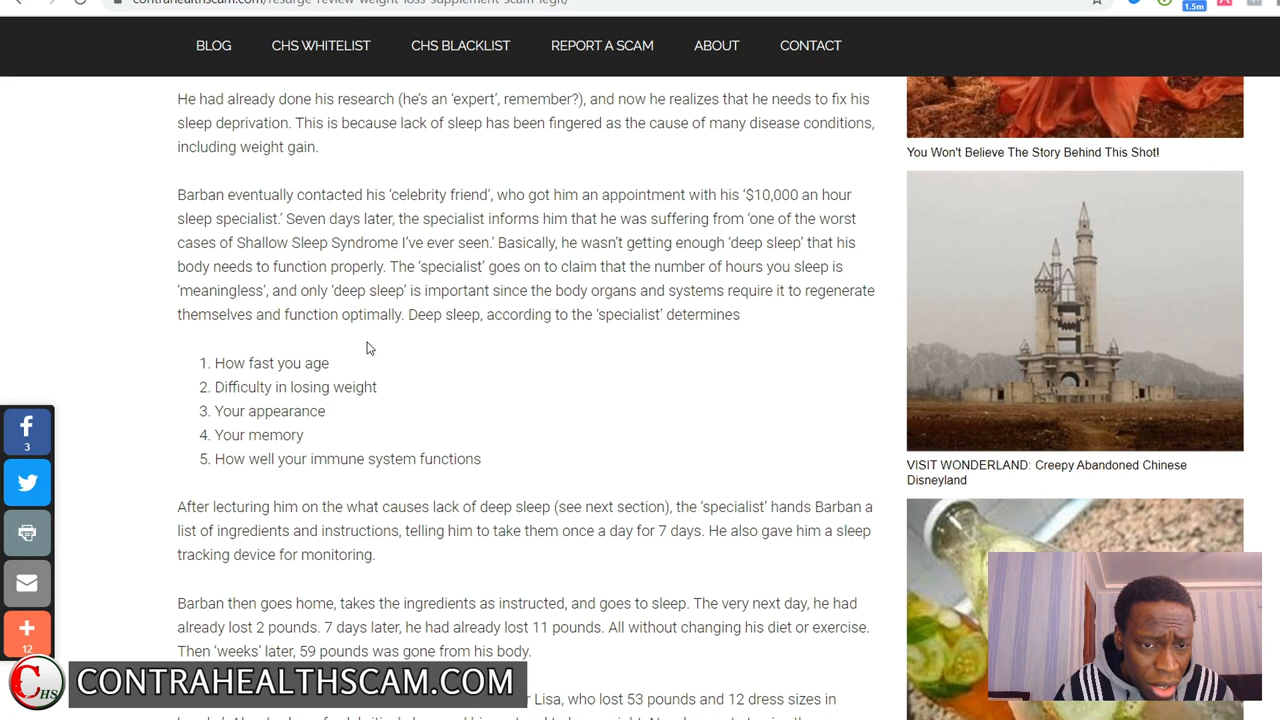 contrahealthscam.com/resurge-review-weight-loss-supplement-scam-legit/
1.5m
BLOG
CHS WHITELIST
CHS BLACKLIST
REPORT A SCAM
ABOUT
CONTACT
He had already done his research (he's an ‘expert’, remember?), and now he realizes that he needs to fix his
sleep deprivation. This is because lack of sleep has been fingered as the cause of many disease conditions,
including weight gain.
Barban eventually contacted his ‘celebrity friend’, who got him an appointment with his ‘$10,000 an hour
sleep specialist.’ Seven days later, the specialist informs him that he was suffering from ‘one of the worst
cases of Shallow Sleep Syndrome I’ve ever seen.’ Basically, he wasn’t getting enough ‘deep sleep’ that his
body needs to function properly. The ‘specialist’ goes on to claim that the number of hours you sleep is
‘meaningless’, and only ‘deep sleep’ is important since the body organs and systems require it to regenerate
themselves and function optimally. Deep sleep, according to the ‘specialist’ determines
1. How fast you age
2. Difficulty in losing weight
3. Your appearance
4. Your memory
5. How well your immune system functions
After lecturing him on the what causes lack of deep sleep (see next section), the ‘specialist’ hands Barban a
list of ingredients and instructions, telling him to take them once a day for 7 days. He also gave him a sleep
tracking device for monitoring.
Barban then goes home, takes the ingredients as instructed, and goes to sleep. The very next day, he had
already lost 2 pounds. 7 days later, he had already lost 11 pounds. All without changing his diet or exercise.
Then ‘weeks’ later, 59 pounds was gone from his body.
Lisa, who lost 53 pounds and 12 dress sizes in
You Won't Believe The Story Behind This Shot!
VISIT WONDERLAND: Creepy Abandoned Chinese
Disneyland
3
12
CHS
CONTRAHEALTHSCAM.COM